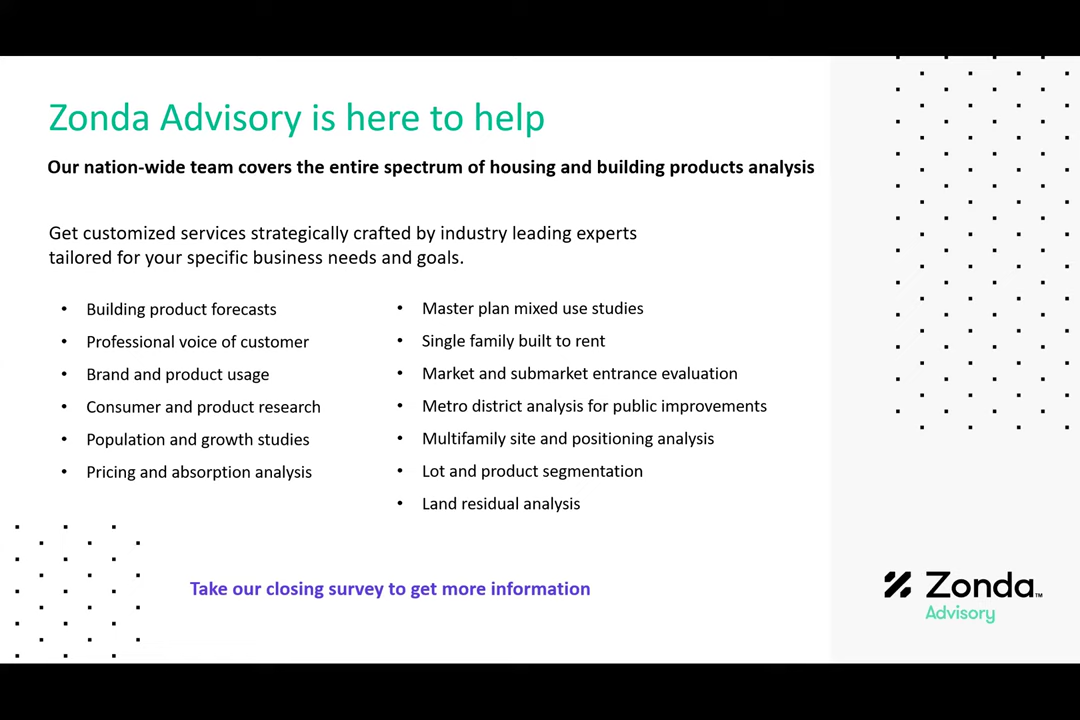 Zonda Advisory is here to help
Our nation-wide team covers the entire spectrum of housing and building products analysis
Get customized services strategically crafted by industry leading experts
tailored for your specific business needs and goals.
• Building product forecasts
• Professional voice of customer
• Brand and product usage
• Consumer and product research
• Population and growth studies
• Pricing and absorption analysis
• Master plan mixed use studies
• Single family built to rent
• Market and submarket entrance evaluation
• Metro district analysis for public improvements
• Multifamily site and positioning analysis
• Lot and product segmentation
• Land residual analysis
Take our closing survey to get more information
Zonda™
Advisory